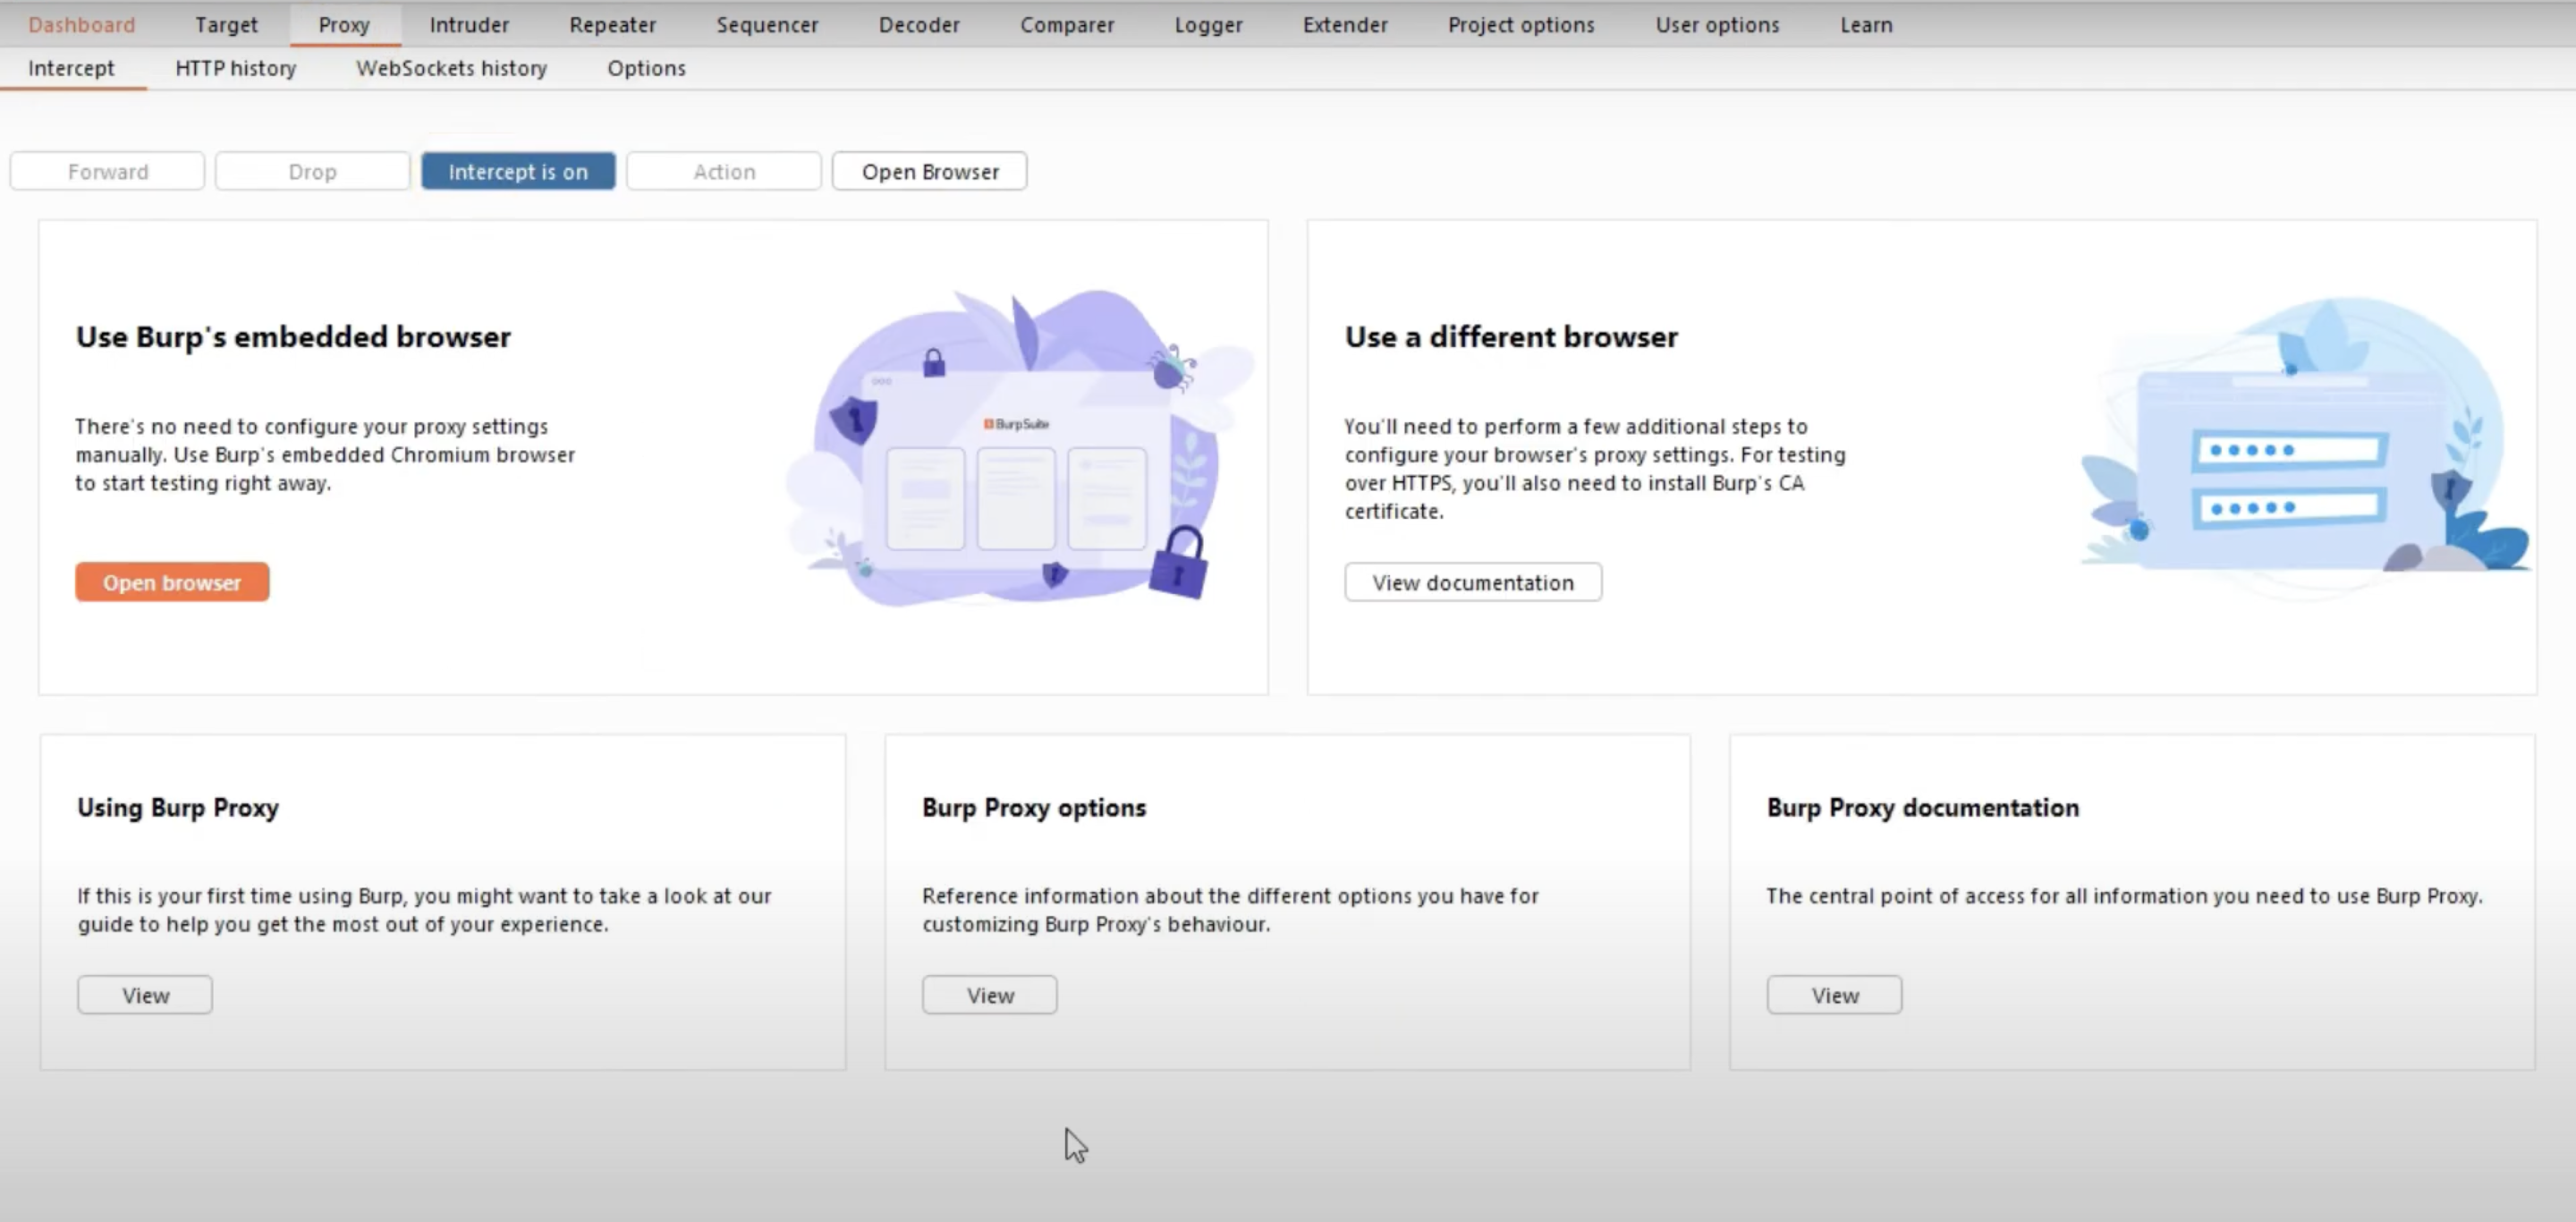 Dashboard Target Proxy Intruder Repeater Sequencer Decoder Comparer Logger Extender Project options User options Learn
Intercept HTTP history WebSockets history Options
Forward Drop Intercept is on Action Open Browser
Use Burp's embedded browser
There's no need to configure your proxy settings
manually. Use Burp's embedded Chromium browser
to start testing right away.
Open browser
BurpSuite
Use a different browser
You'll need to perform a few additional steps to
configure your browser's proxy settings. For testing
over HTTPS, you'll also need to install Burp's CA
certificate.
View documentation
Using Burp Proxy
If this is your first time using Burp, you might want to take a look at our
guide to help you get the most out of your experience.
View
Burp Proxy options
Reference information about the different options you have for
customizing Burp Proxy's behaviour.
View
Burp Proxy documentation
The central point of access for all information you need to use Burp Proxy.
View